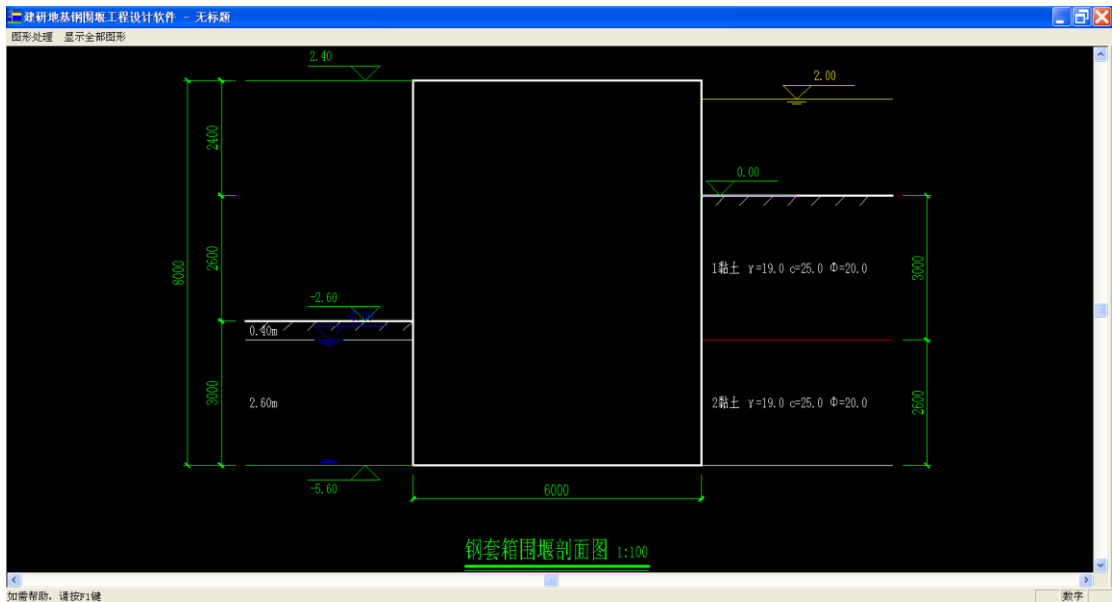 建研地基钢围堰工程设计软件 - 无标题
图形处理 显示全部图形
2.40
2.00
2400
0.00
8000
2600
1黏土 γ=19.0 c=25.0 Φ=20.0
3000
-2.60
0.40m
3000
2.60m
2黏土 γ=19.0 c=25.0 Φ=20.0
2600
-5.60
6000
钢套箱围堰剖面图 1:100
如需帮助，请按F1键
数字